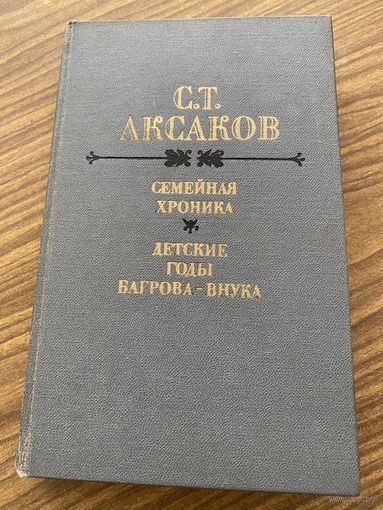 С.Т.
АКСАКОВ
СЕМЕЙНАЯ
ХРОНИКА
ДЕТСКИЕ
ГОДЫ
БАГРОВА-ВНУКА